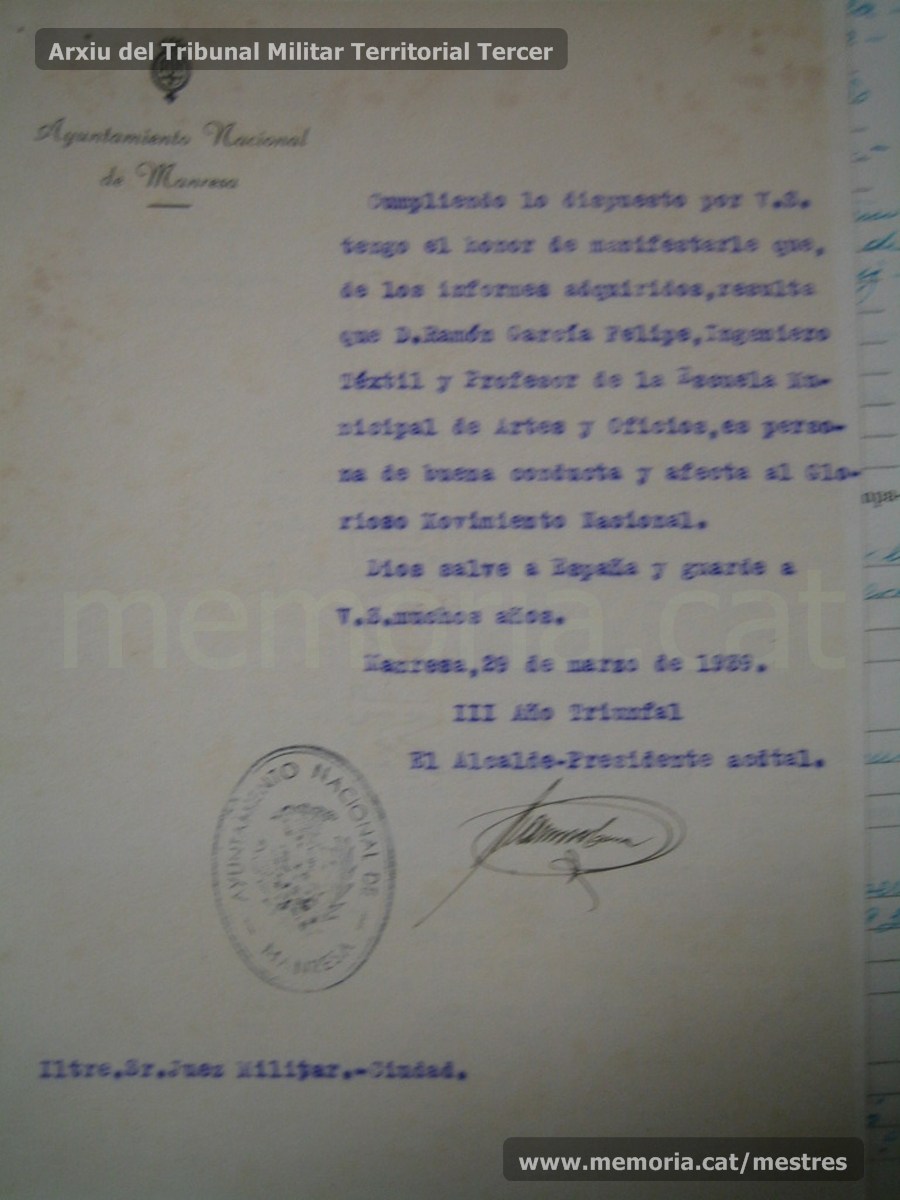 Arxiu del Tribunal Militar Territorial Tercer
Ayuntamiento Nacional
de Manresa
Cumpliendo lo dispuesto por V.S.
tengo el honor de manifestarle que,
de los informes adquiridos,resulta
que D.Ramón García Felipe,Ingeniero
Téxtil y Profesor de la Escuela Mu-
nicipal de Artes y Oficios,es perso-
na de buena conducta y afecta al Glo-
rioso Movimiento Nacional.
Dios salve a España y guarde a
V.S.muchos años.
memoria.cat
Manresa,29 de marzo de 1939.
III Año Triunfal
El Alcalde-Presidente acttal.
AYUNTAMIENTO NACIONAL DE
MANRESA
Iltre.Sr.Juez Militar.-Ciudad.
www.memoria.cat/mestres